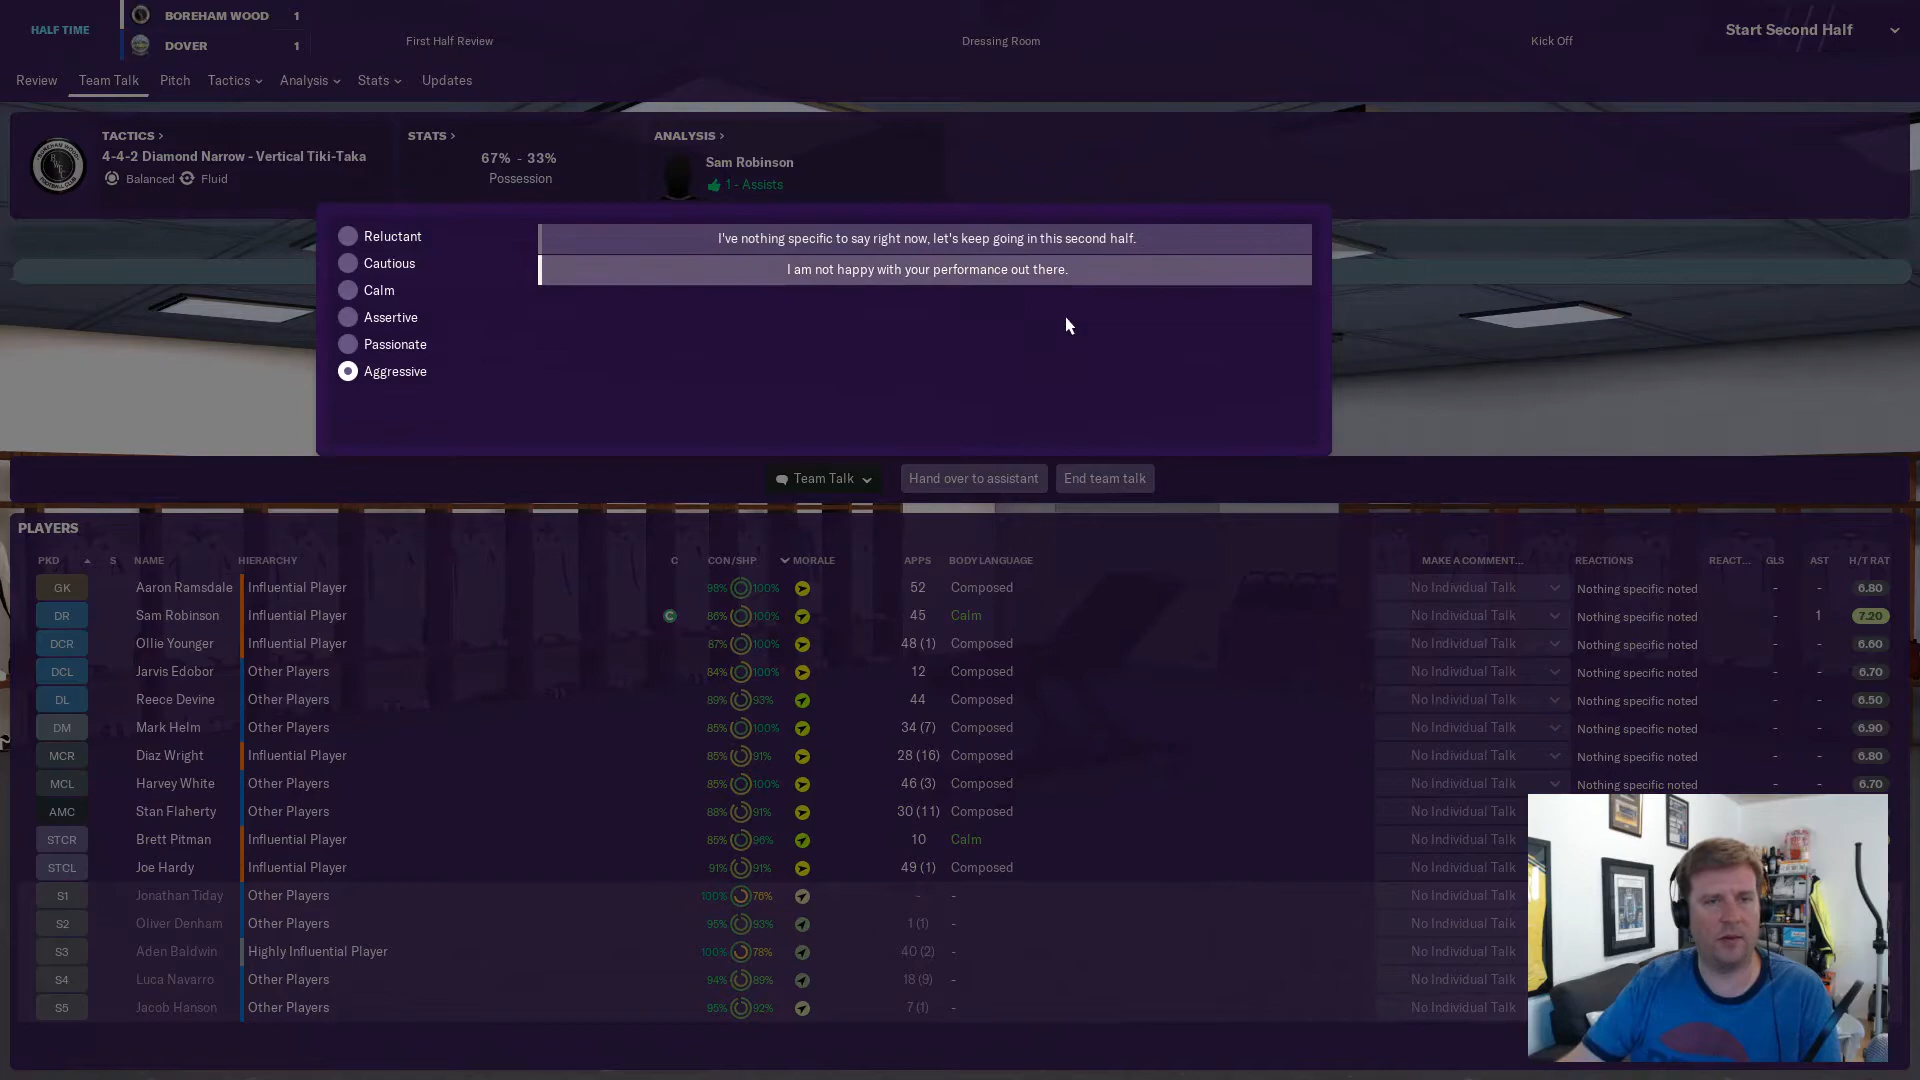 HALF TIME
BOREHAM WOOD 1
DOVER 1
First Half Review
Dressing Room
Kick Off
Start Second Half
Review Team Talk Pitch Tactics Analysis Stats Updates
TACTICS >
4-4-2 Diamond Narrow - Vertical Tiki-Taka
Balanced Fluid
STATS >
67% - 33%
Possession
ANALYSIS >
Sam Robinson
1 - Assists
Reluctant
Cautious
Calm
Assertive
Passionate
Aggressive
I've nothing specific to say right now, let's keep going in this second half.
I am not happy with your performance out there.
Team Talk Hand over to assistant End team talk
PLAYERS
PKD S NAME HIERARCHY C CON/SHP MORALE APPS BODY LANGUAGE MAKE A COMMENT... REACTIONS REACT... GLS AST H/T RAT
GK Aaron Ramsdale Influential Player 98% 100% 52 Composed No Individual Talk Nothing specific noted - - 6.80
DR Sam Robinson Influential Player C 86% 100% 45 Calm No Individual Talk Nothing specific noted - 1 7.20
DCR Ollie Younger Influential Player 87% 100% 48 (1) Composed No Individual Talk Nothing specific noted - - 6.60
DCL Jarvis Edobor Other Players 84% 100% 12 Composed No Individual Talk Nothing specific noted - - 6.70
DL Reece Devine Other Players 89% 93% 44 Composed No Individual Talk Nothing specific noted - - 6.50
DM Mark Helm Other Players 85% 100% 34 (7) Composed No Individual Talk Nothing specific noted - - 6.90
MCR Diaz Wright Influential Player 85% 91% 28 (16) Composed No Individual Talk Nothing specific noted - - 6.80
MCL Harvey White Other Players 85% 100% 46 (3) Composed No Individual Talk Nothing specific noted - - 6.70
AMC Stan Flaherty Other Players 88% 91% 30 (11) Composed No Individual Talk
STCR Brett Pitman Influential Player 85% 96% 10 Calm No Individual Talk
STCL Joe Hardy Influential Player 91% 91% 49 (1) Composed No Individual Talk
S1 Jonathan Tiday Other Players 100% 76% - - No Individual Talk
S2 Oliver Denham Other Players 95% 93% 1 (1) - No Individual Talk
S3 Aden Baldwin Highly Influential Player 100% 78% 40 (2) - No Individual Talk
S4 Luca Navarro Other Players 94% 89% 18 (9) - No Individual Talk
S5 Jacob Hanson Other Players 95% 92% 7 (1) - No Individual Talk